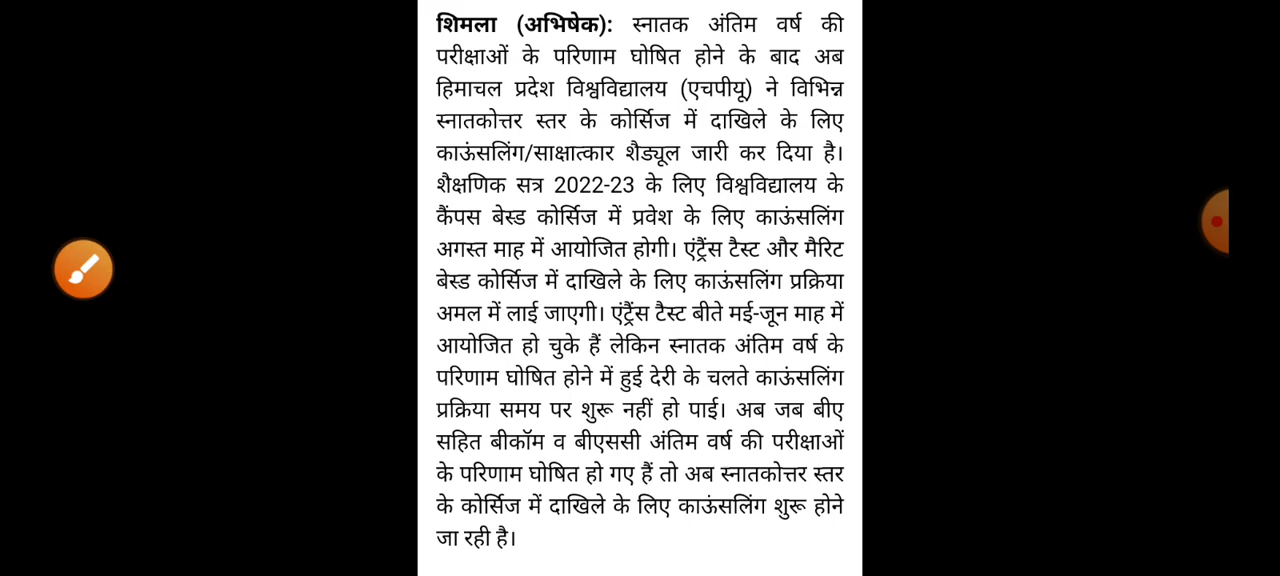 शिमला (अभिषेक): स्नातक अंतिम वर्ष की
परीक्षाओं के परिणाम घोषित होने के बाद अब
हिमाचल प्रदेश विश्वविद्यालय (एचपीयू) ने विभिन्न
स्नातकोत्तर स्तर के कोर्सिज में दाखिले के लिए
काऊंसलिंग/साक्षात्कार शैड्यूल जारी कर दिया है।
शैक्षणिक सत्र 2022-23 के लिए विश्वविद्यालय के
कैंपस बेस्ड कोर्सिज में प्रवेश के लिए काऊंसलिंग
अगस्त माह में आयोजित होगी। एंट्रैंस टैस्ट और मैरिट
बेस्ड कोर्सिज में दाखिले के लिए काऊंसलिंग प्रक्रिया
अमल में लाई जाएगी। एंट्रैंस टैस्ट बीते मई-जून माह में
आयोजित हो चुके हैं लेकिन स्नातक अंतिम वर्ष के
परिणाम घोषित होने में हुई देरी के चलते काऊंसलिंग
प्रक्रिया समय पर शुरू नहीं हो पाई। अब जब बीए
सहित बीकॉम व बीएससी अंतिम वर्ष की परीक्षाओं
के परिणाम घोषित हो गए हैं तो अब स्नातकोत्तर स्तर
के कोर्सिज में दाखिले के लिए काऊंसलिंग शुरू होने
जा रही है।